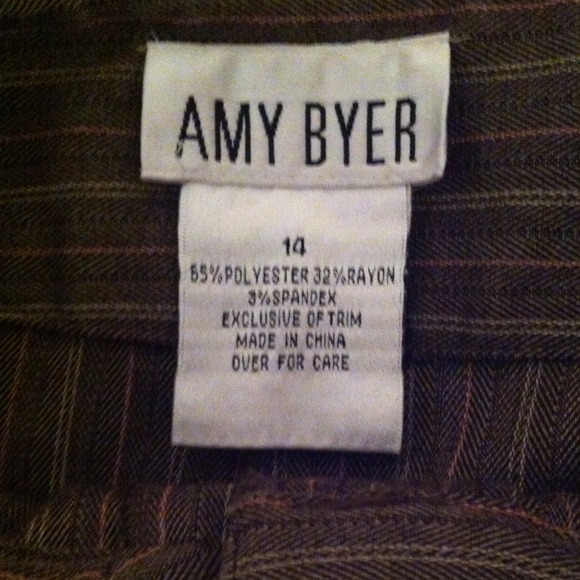 AMY BYER
14
65%POLYESTER 32%RAYON
3%SPANDEX
EXCLUSIVE OF TRIM
MADE IN CHINA
OVER FOR CARE